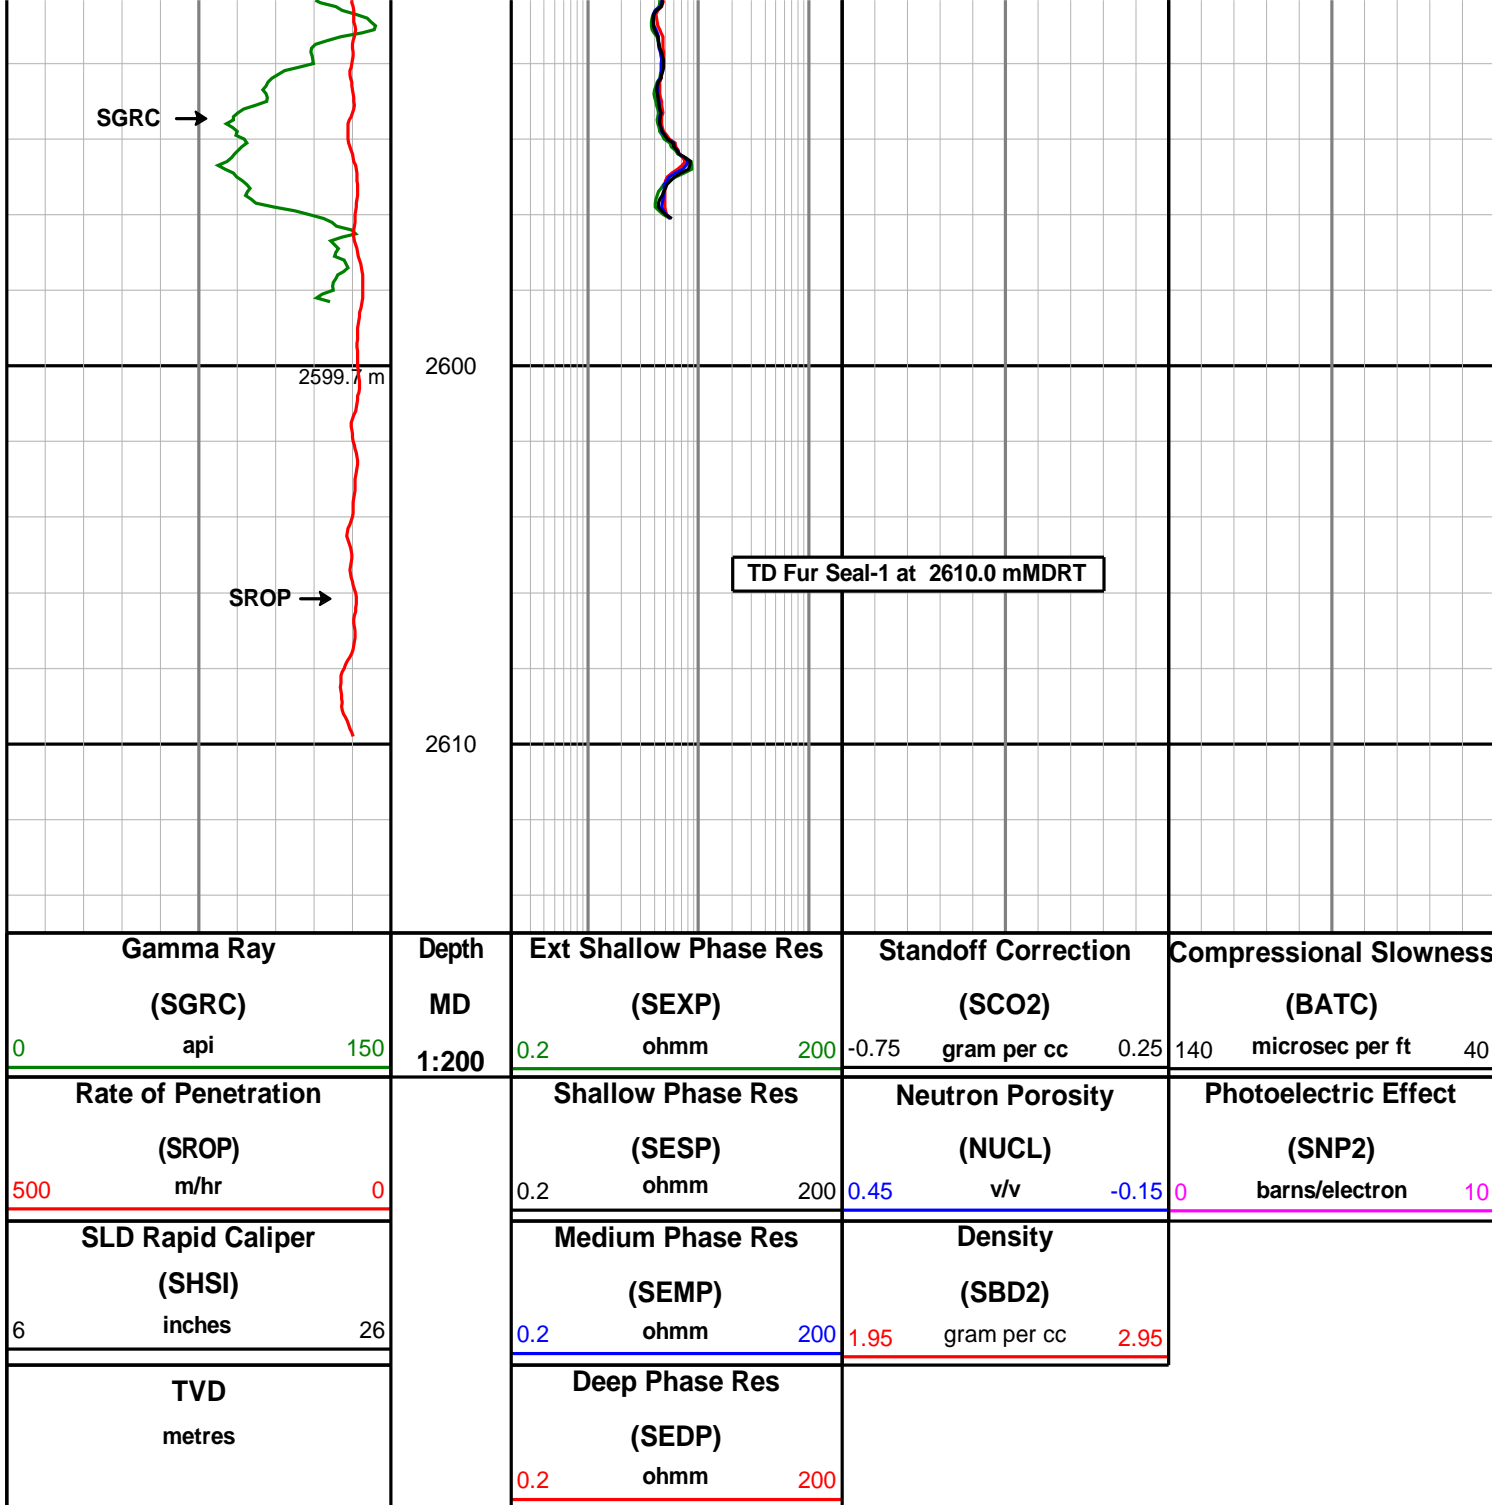 SGRC
2600
2599.7 m
TD Fur Seal-1 at 2610.0 mMDRT
SROP
2610
Gamma Ray
(SGRC)
0 api 150
Rate of Penetration
(SROP)
500 m/hr 0
SLD Rapid Caliper
(SHSI)
6 inches 26
TVD
metres
Depth
MD
1:200
Ext Shallow Phase Res
(SEXP)
0.2 ohmm 200
Shallow Phase Res
(SESP)
0.2 ohmm 200
Medium Phase Res
(SEMP)
0.2 ohmm 200
Deep Phase Res
(SEDP)
0.2 ohmm 200
Standoff Correction
(SCO2)
-0.75 gram per cc 0.25
Neutron Porosity
(NUCL)
0.45 v/v -0.15
Density
(SBD2)
1.95 gram per cc 2.95
Compressional Slowness
(BATC)
140 microsec per ft 40
Photoelectric Effect
(SNP2)
0 barns/electron 10